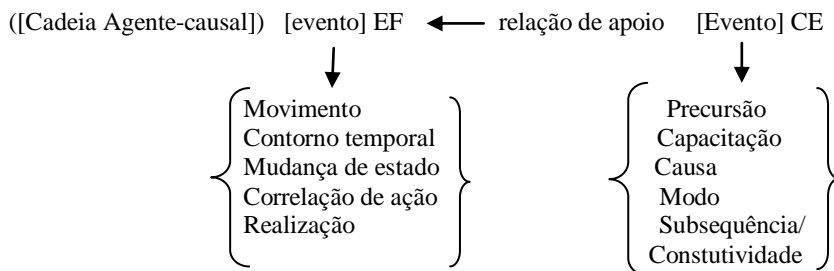 ([Cadeia Agente-causal]) [evento] EF relação de apoio [Evento] CE
Movimento
Contorno temporal
Mudança de estado
Correlação de ação
Realização
Precursão
Capacitação
Causa
Modo
Subsequência/
Constutividade